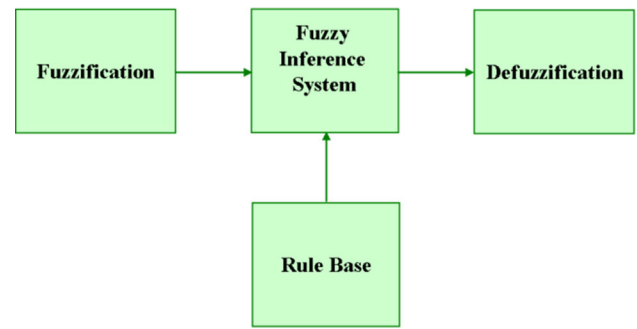 Fuzzification
Fuzzy
Inference
System
Defuzzification
Rule Base